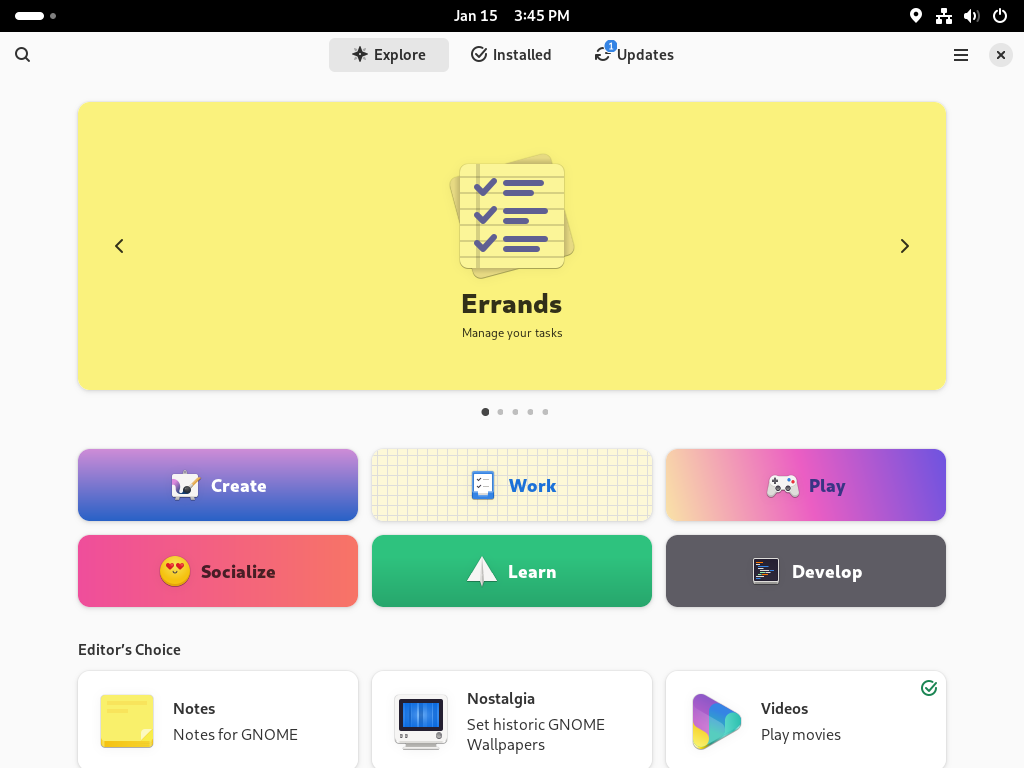 Jan 15 3:45 PM
Explore
Installed
1
Updates
Errands
Manage your tasks
Create
Work
Play
Socialize
Learn
Develop
Editor’s Choice
Notes
Notes for GNOME
Nostalgia
Set historic GNOME
Wallpapers
Videos
Play movies